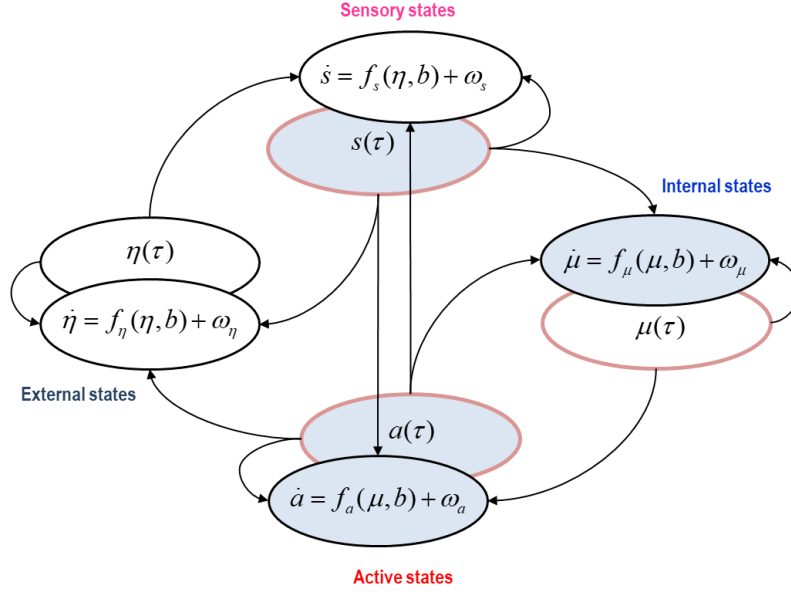 Sensory states
ṡ = f_s(η, b) + ω_s
s(τ)
Internal states
η(τ)
μ̇ = f_μ(μ, b) + ω_μ
η̇ = f_η(η, b) + ω_η
μ(τ)
External states
a(τ)
ȧ = f_a(μ, b) + ω_a
Active states